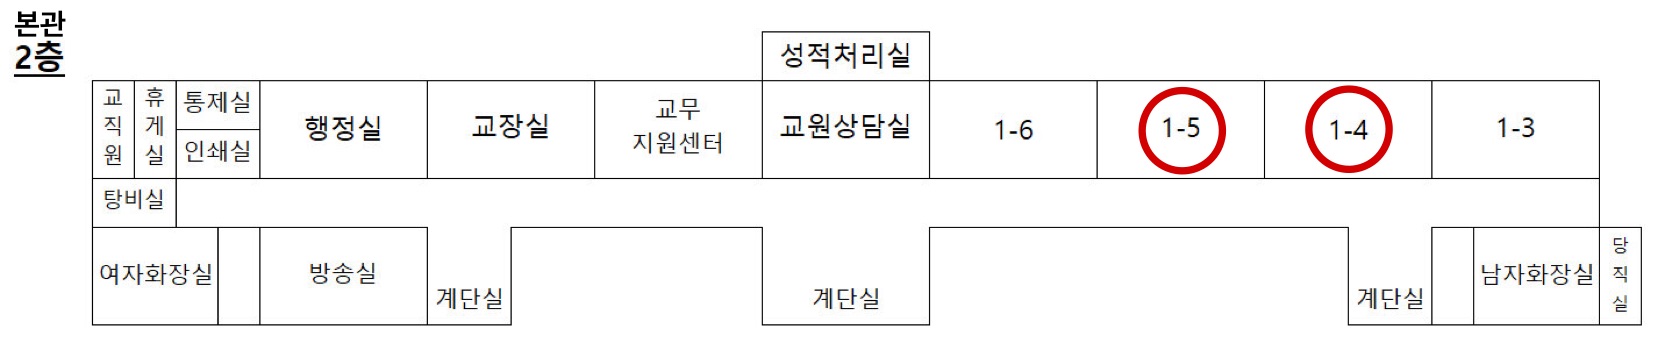 본관
2층
성적처리실
교직원
휴게실
통제실
인쇄실
행정실
교장실
교무
지원센터
교원상담실
1-6
1-5
1-4
1-3
탕비실
여자화장실
방송실
계단실
계단실
계단실
남자화장실
당직실